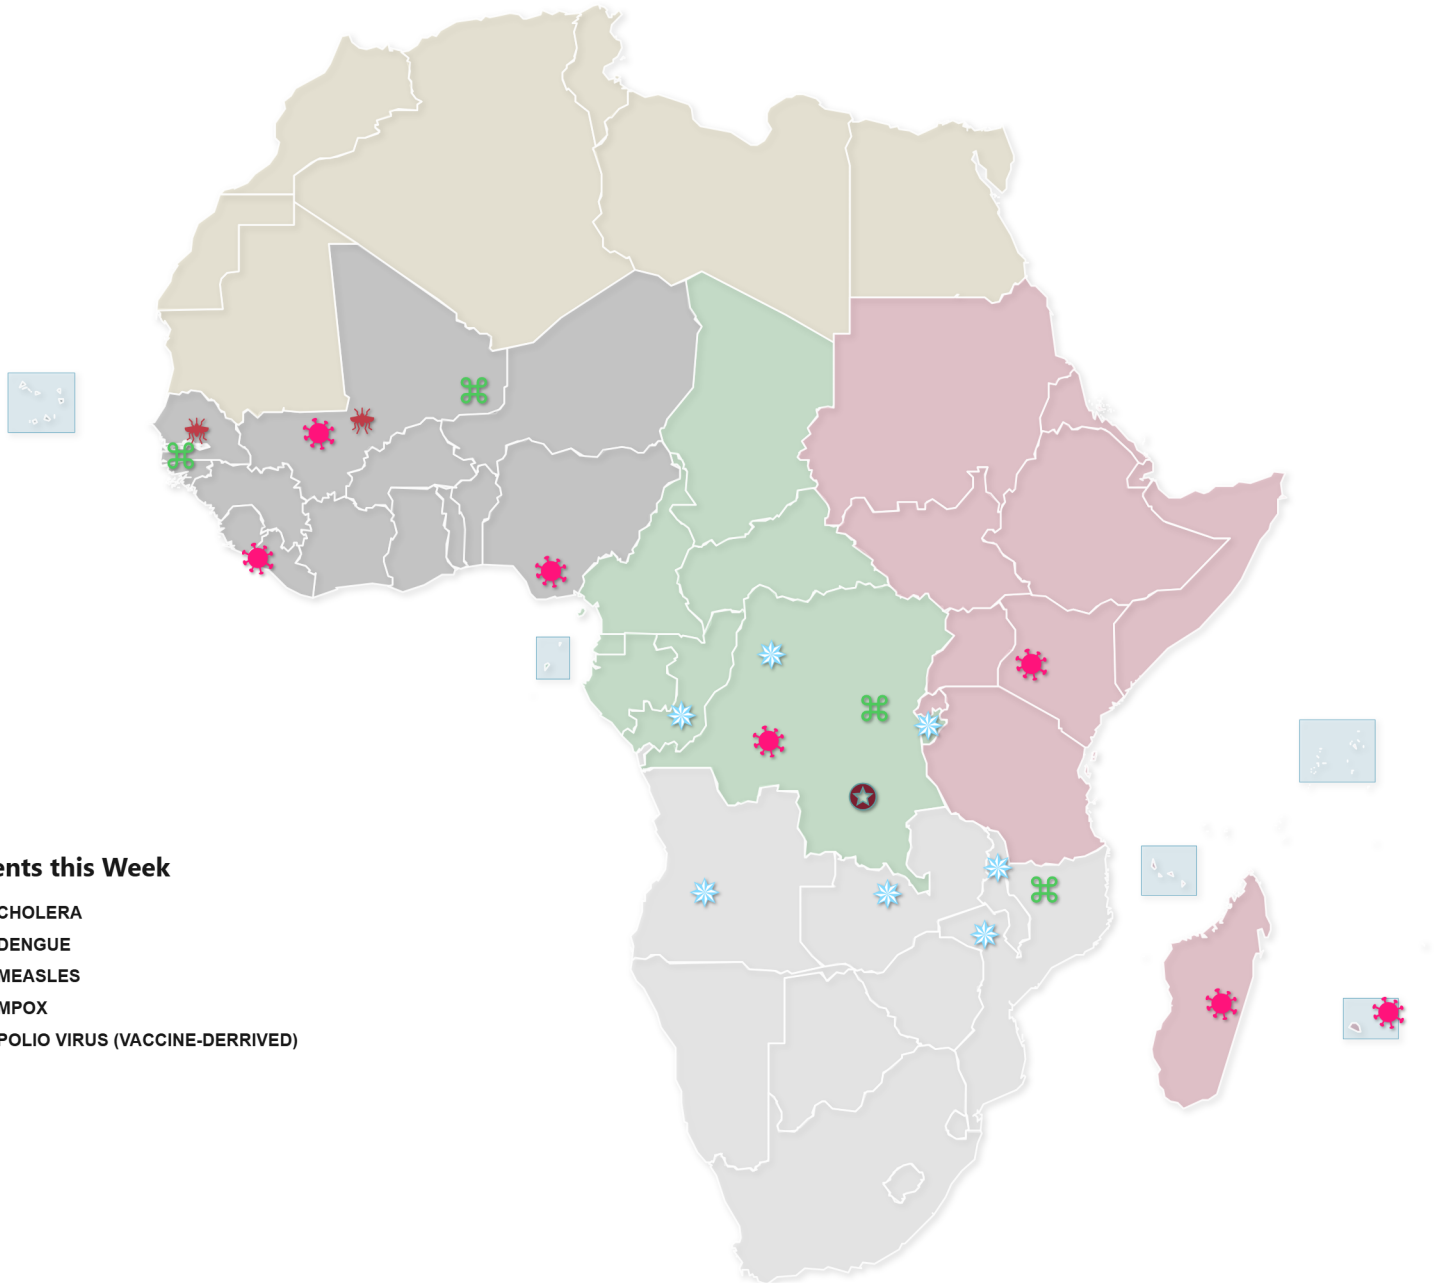 ents this Week
CHOLERA
DENGUE
MEASLES
MPOX
POLIO VIRUS (VACCINE-DERRIVED)